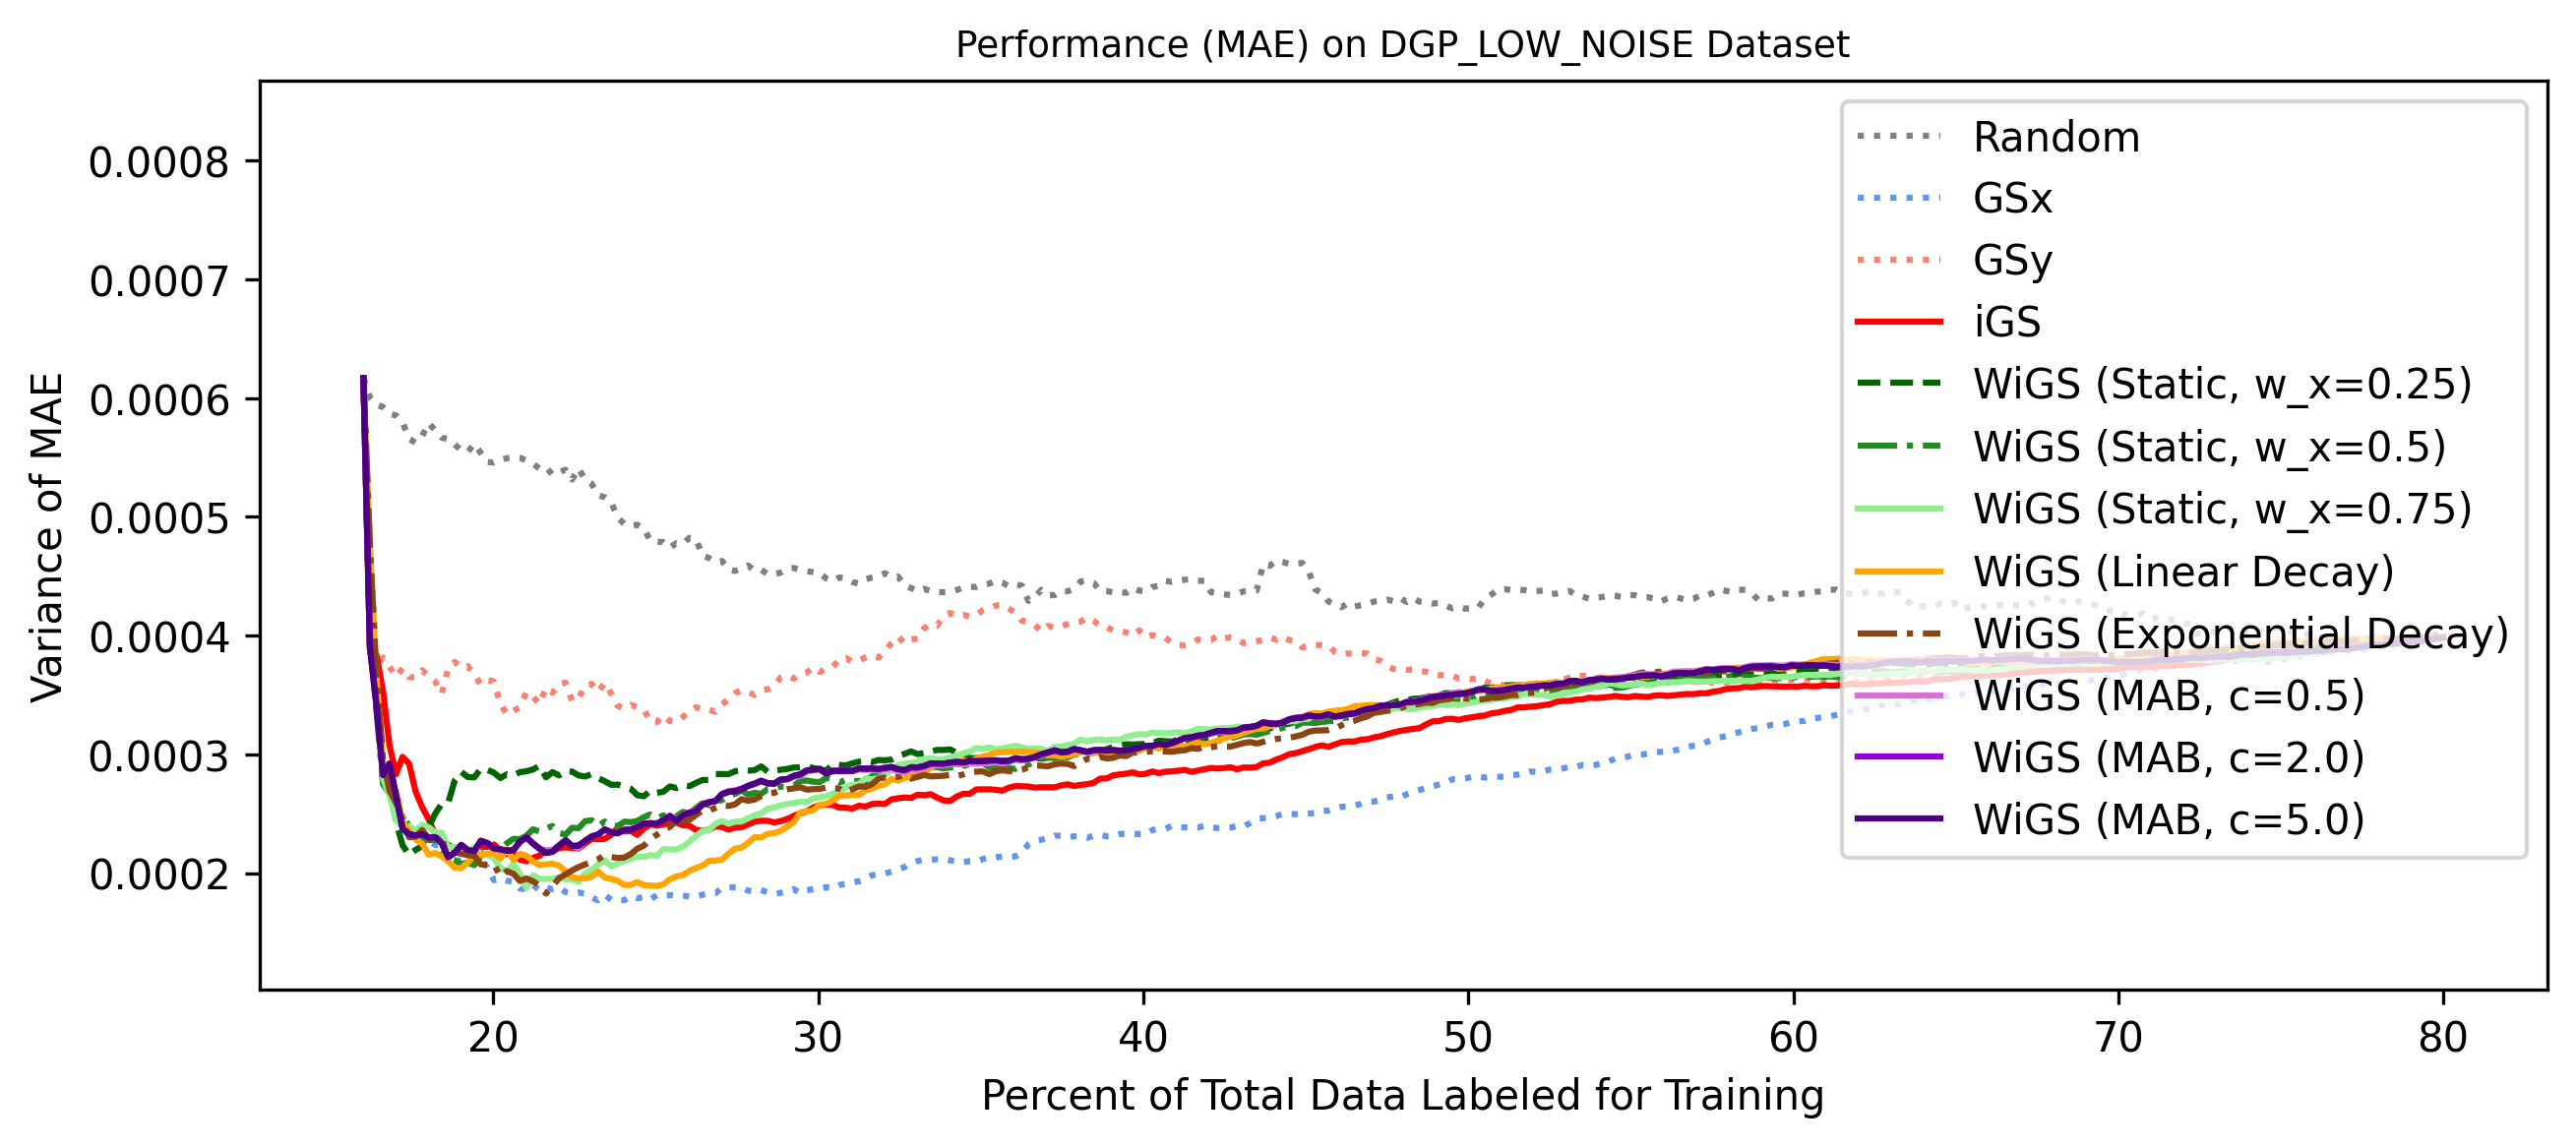 Performance (MAE) on DGP_LOW_NOISE Dataset
Variance of MAE
0.0008
0.0007
0.0006
0.0005
0.0004
0.0003
0.0002
Random
GSx
GSy
iGS
WiGS (Static, w_x=0.25)
WiGS (Static, w_x=0.5)
WiGS (Static, w_x=0.75)
WiGS (Linear Decay)
WiGS (Exponential Decay)
WiGS (MAB, c=0.5)
WiGS (MAB, c=2.0)
WiGS (MAB, c=5.0)
20 30 40 50 60 70 80
Percent of Total Data Labeled for Training